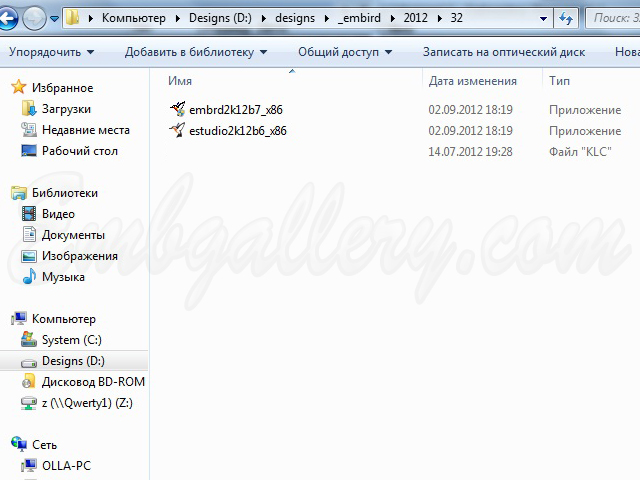 Компьютер Designs (D:) designs _embird 2012 32 Поиск: 3
Упорядочить Добавить в библиотеку Общий доступ Записать на оптический диск Нова
Имя Дата изменения Тип
Избранное
Загрузки
Недавние места
Рабочий стол
Библиотеки
Видео
Документы
Изображения
Музыка
Компьютер
System (C:)
Designs (D:)
Дисковод BD-ROM
z (\\Qwerty1) (Z:)
Сеть
OLLA-PC
embrd2k12b7_x86 02.09.2012 18:19 Приложение
estudio2k12b6_x86 02.09.2012 18:19 Приложение
14.07.2012 19:28 Файл "KLC"
Embgallery.com